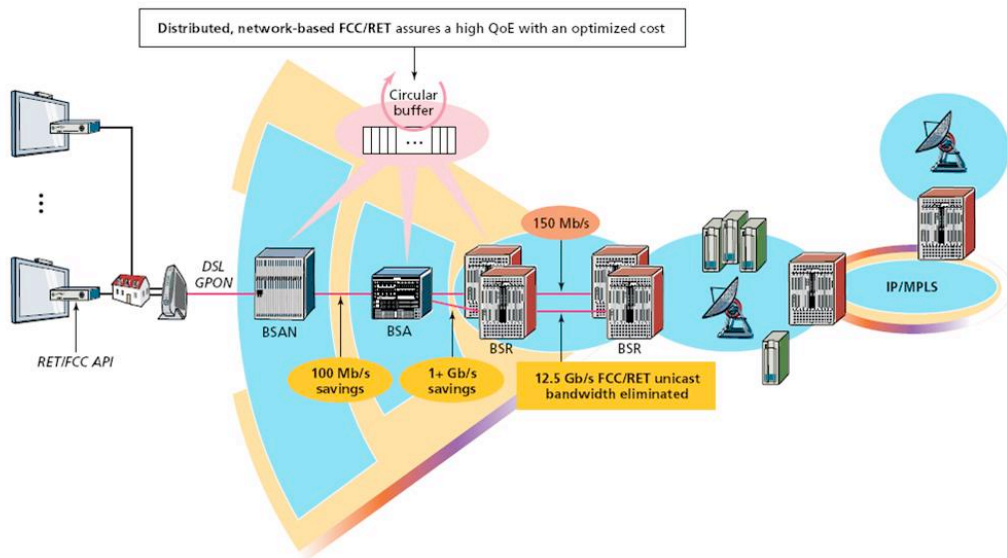 Distributed, network-based FCC/RET assures a high QoE with an optimized cost
Circular
buffer
...
150 Mb/s
DSL
GPON
BSAN
BSA
BSR
BSR
IP/MPLS
RET/FCC API
100 Mb/s
savings
1+ Gb/s
savings
12.5 Gb/s FCC/RET unicast
bandwidth eliminated